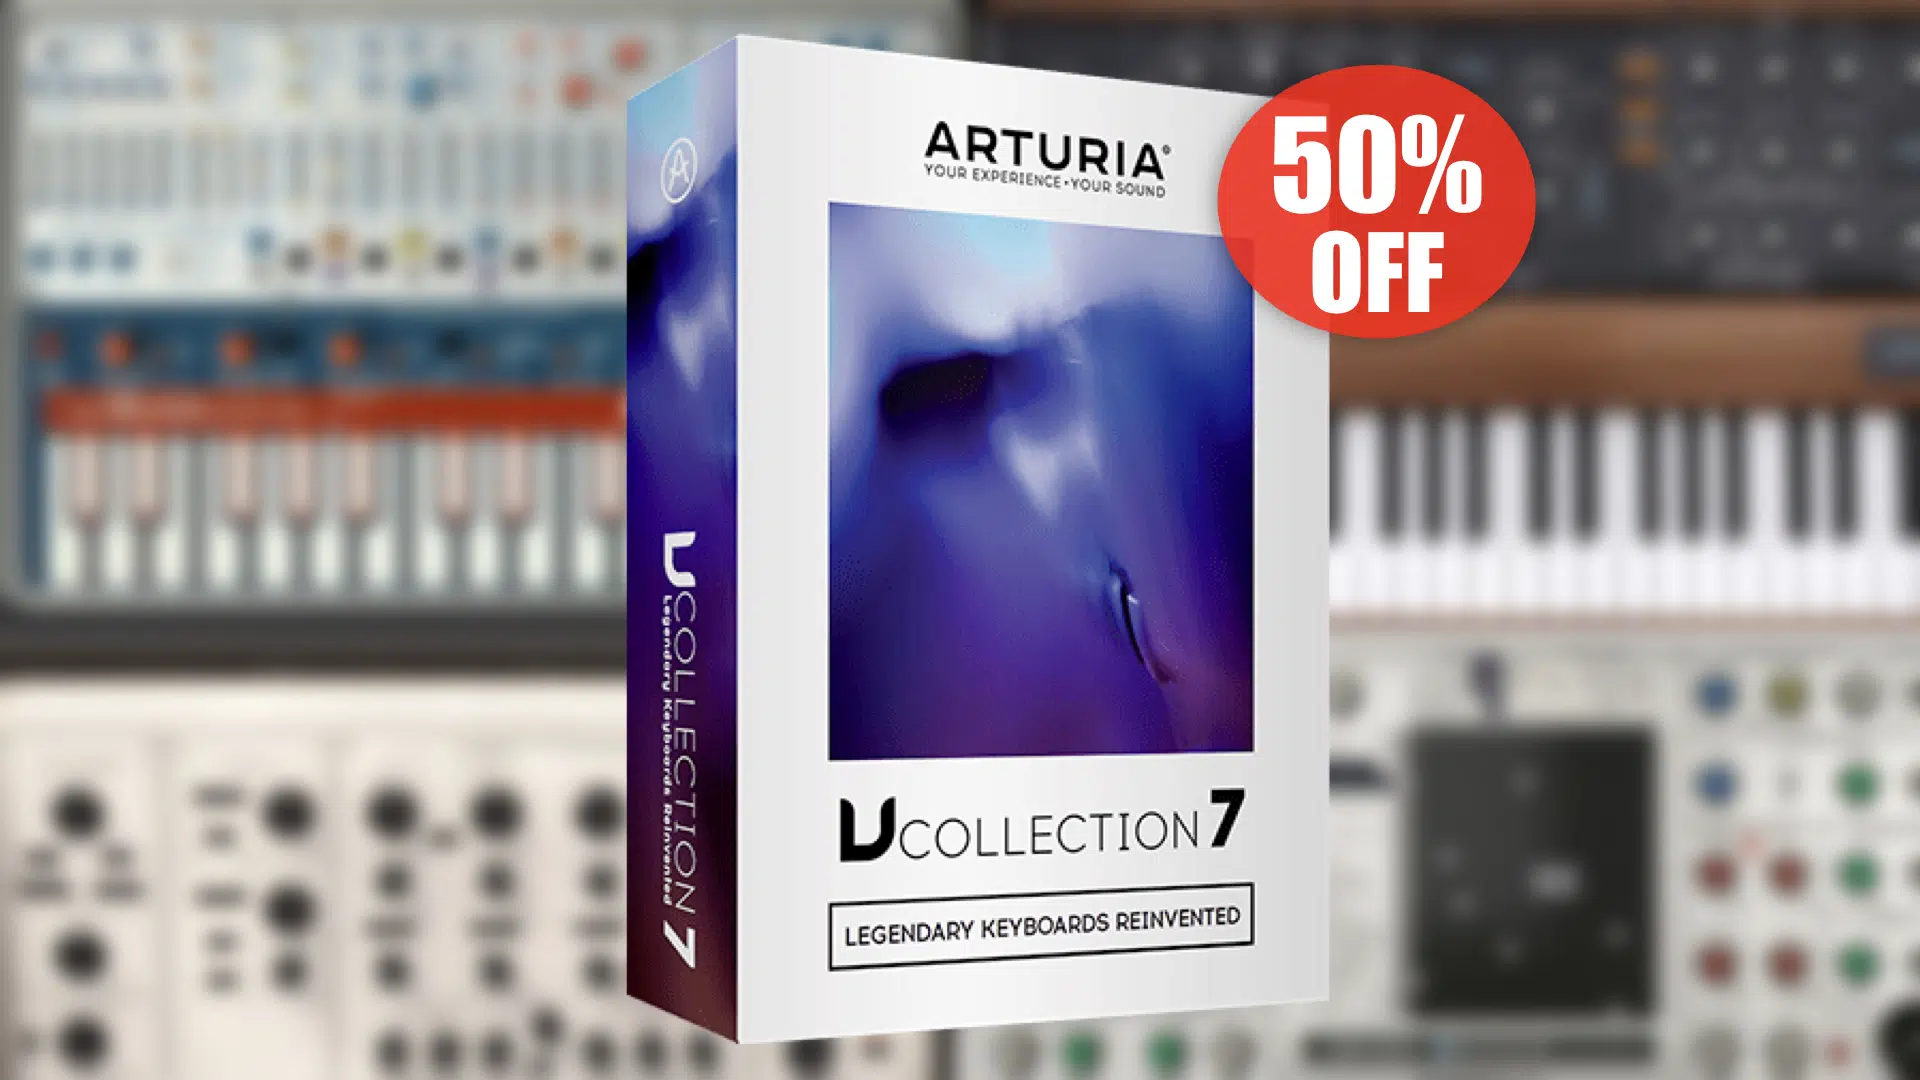 ARTURIA®
YOUR EXPERIENCE • YOUR SOUND
50%
OFF
V COLLECTION 7
LEGENDARY KEYBOARDS REINVENTED
V COLLECTION 7
Legendary Keyboards Reinvented